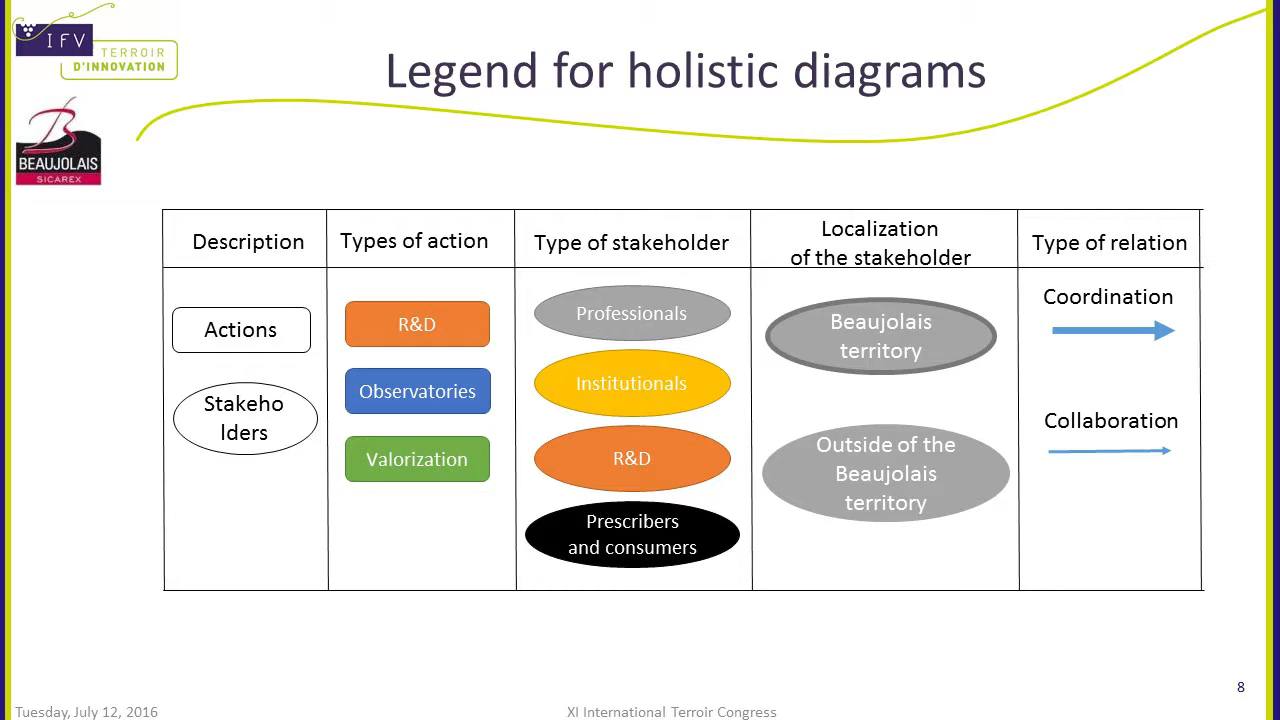 IFV
TERROIR
D'INNOVATION
Legend for holistic diagrams
B
BEAUJOLAIS
SICAREX
Description
Types of action
Type of stakeholder
Localization
of the stakeholder
Type of relation
Actions
Stakeho
lders
R&D
Observatories
Valorization
Professionals
Institutionals
R&D
Prescribers
and consumers
Beaujolais
territory
Outside of the
Beaujolais
territory
Coordination
Collaboration
8
Tuesday, July 12, 2016
XI International Terroir Congress